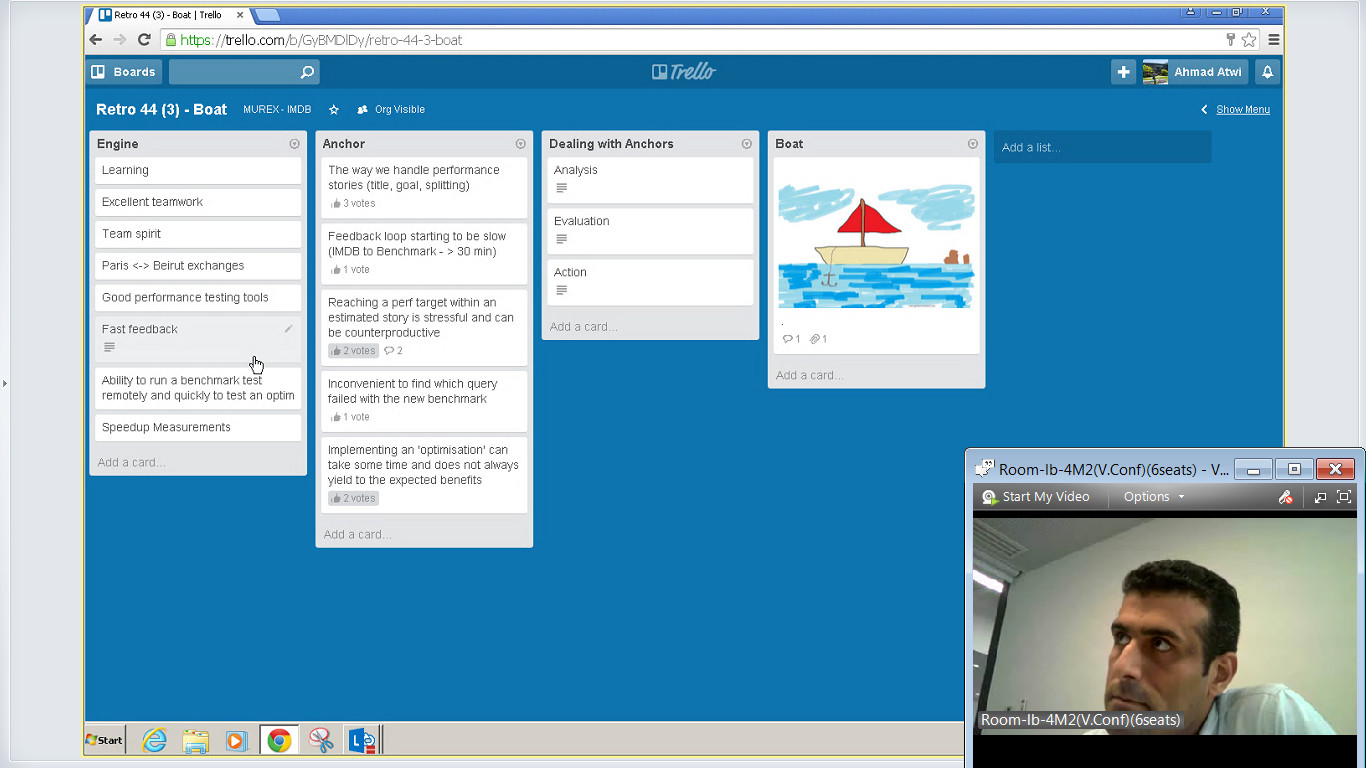 Retro 44 (3) - Boat | Trello
https://trello.com/b/GyBMDlDy/retro-44-3-boat
Boards
Trello
Ahmad Atwi
Retro 44 (3) - Boat
MUREX - IMDB
Org Visible
Show Menu
Engine
Learning
Excellent teamwork
Team spirit
Paris <-> Beirut exchanges
Good performance testing tools
Fast feedback
Ability to run a benchmark test
remotely and quickly to test an optim
Speedup Measurements
Add a card...
Anchor
The way we handle performance
stories (title, goal, splitting)
3 votes
Feedback loop starting to be slow
(IMDB to Benchmark - > 30 min)
1 vote
Reaching a perf target within an
estimated story is stressful and can
be counterproductive
2 votes
2
Inconvenient to find which query
failed with the new benchmark
1 vote
Implementing an 'optimisation' can
take some time and does not always
yield to the expected benefits
2 votes
Add a card...
Dealing with Anchors
Analysis
Evaluation
Action
Add a card...
Boat
.
1
1
Add a card...
Add a list...
Room-Ib-4M2(V.Conf)(6seats) - V...
Start My Video
Options
Room-Ib-4M2(V.Conf)(6seats)
Start